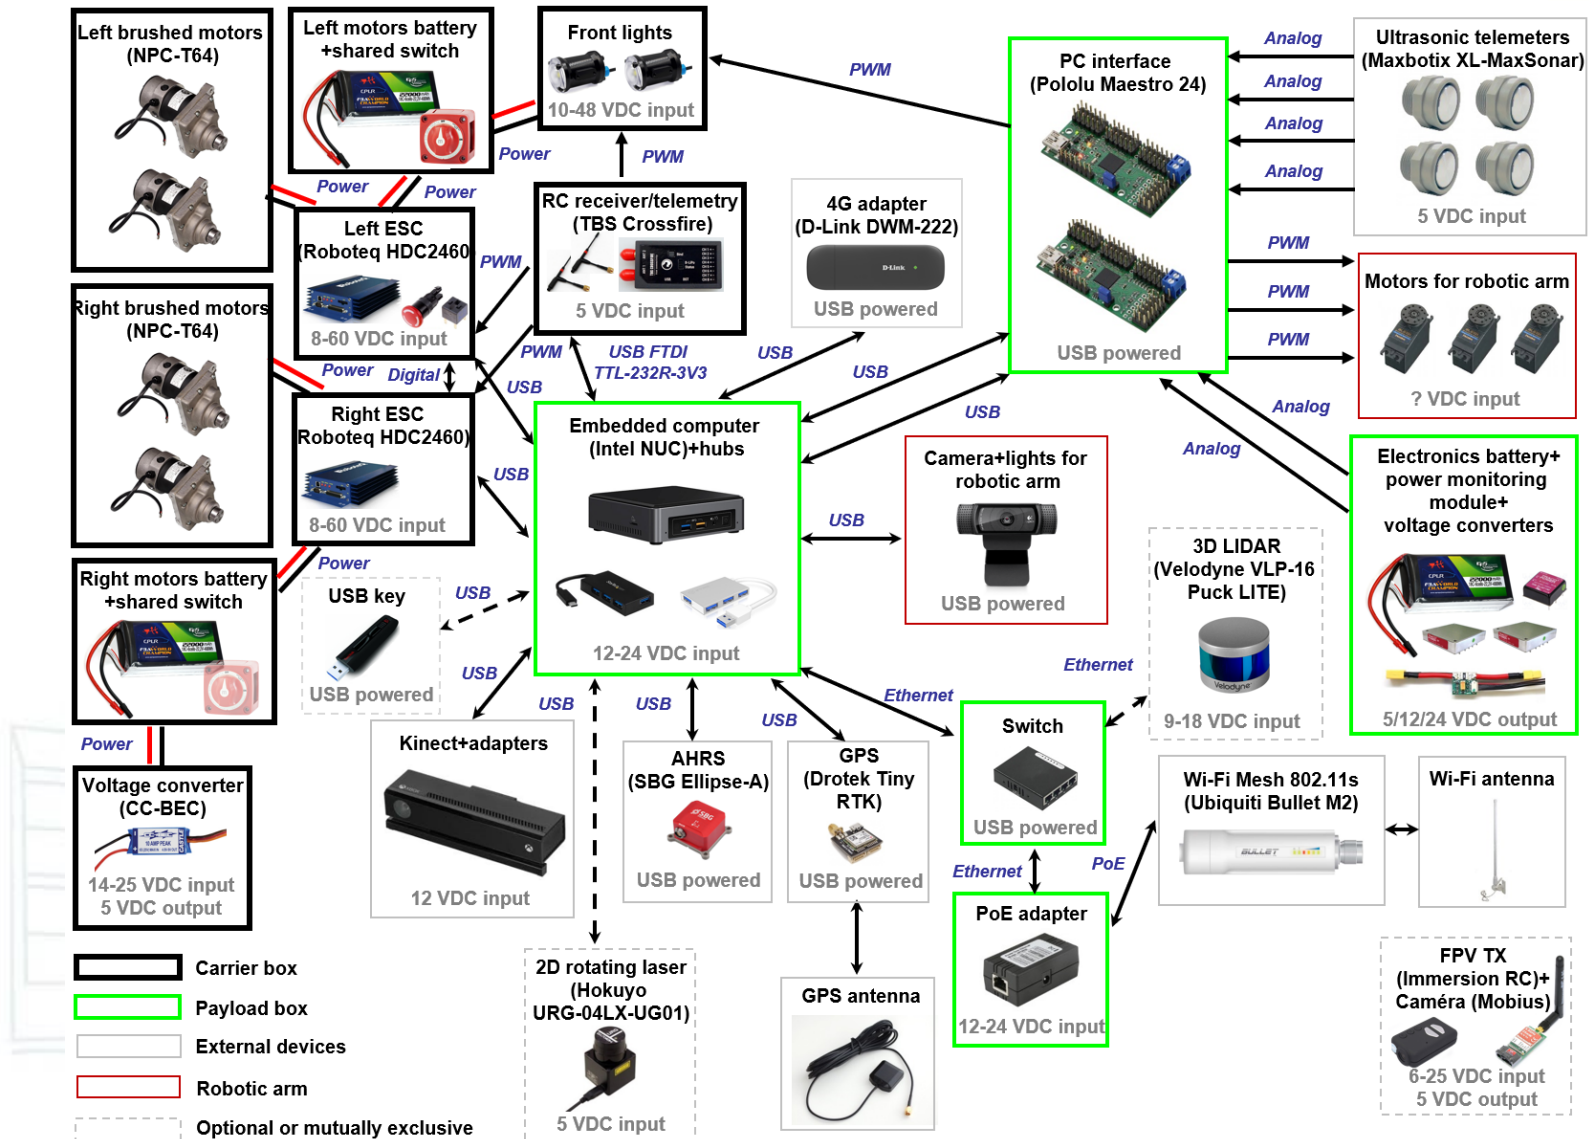 Left brushed motors
(NPC-T64)
Left motors battery
+shared switch
Front lights
10-48 VDC input
PWM
PC interface
(Pololu Maestro 24)
USB powered
Analog
Analog
Analog
Analog
Ultrasonic telemeters
(Maxbotix XL-MaxSonar)
5 VDC input
Power
Power
Power
PWM
Left ESC
(Roboteq HDC2460)
8-60 VDC input
PWM
RC receiver/telemetry
(TBS Crossfire)
5 VDC input
4G adapter
(D-Link DWM-222)
D-Link
USB powered
PWM
PWM
PWM
Motors for robotic arm
? VDC input
Right brushed motors
(NPC-T64)
Power
Digital
USB
PWM
USB FTDI
TTL-232R-3V3
USB
USB
USB
Analog
Analog
Right ESC
Roboteq HDC2460)
8-60 VDC input
USB
Power
Embedded computer
(Intel NUC)+hubs
12-24 VDC input
USB
Camera+lights for
robotic arm
USB powered
Electronics battery+
power monitoring
module+
voltage converters
5/12/24 VDC output
3D LIDAR
(Velodyne VLP-16
Puck LITE)
Velodyne
9-18 VDC input
Ethernet
Right motors battery
+shared switch
USB key
USB powered
USB
USB
USB
USB
USB
Ethernet
Power
Voltage converter
(CC-BEC)
10 AMP PEAK
14-25 VDC input
5 VDC output
Kinect+adapters
12 VDC input
AHRS
(SBG Ellipse-A)
SBG
USB powered
GPS
(Drotek Tiny
RTK)
USB powered
Switch
USB powered
Ethernet
PoE
PoE adapter
12-24 VDC input
Wi-Fi Mesh 802.11s
(Ubiquiti Bullet M2)
BULLET
Wi-Fi antenna
2D rotating laser
(Hokuyo
URG-04LX-UG01)
5 VDC input
GPS antenna
FPV TX
(Immersion RC)+
Caméra (Mobius)
6-25 VDC input
5 VDC output
Carrier box
Payload box
External devices
Robotic arm
Optional or mutually exclusive